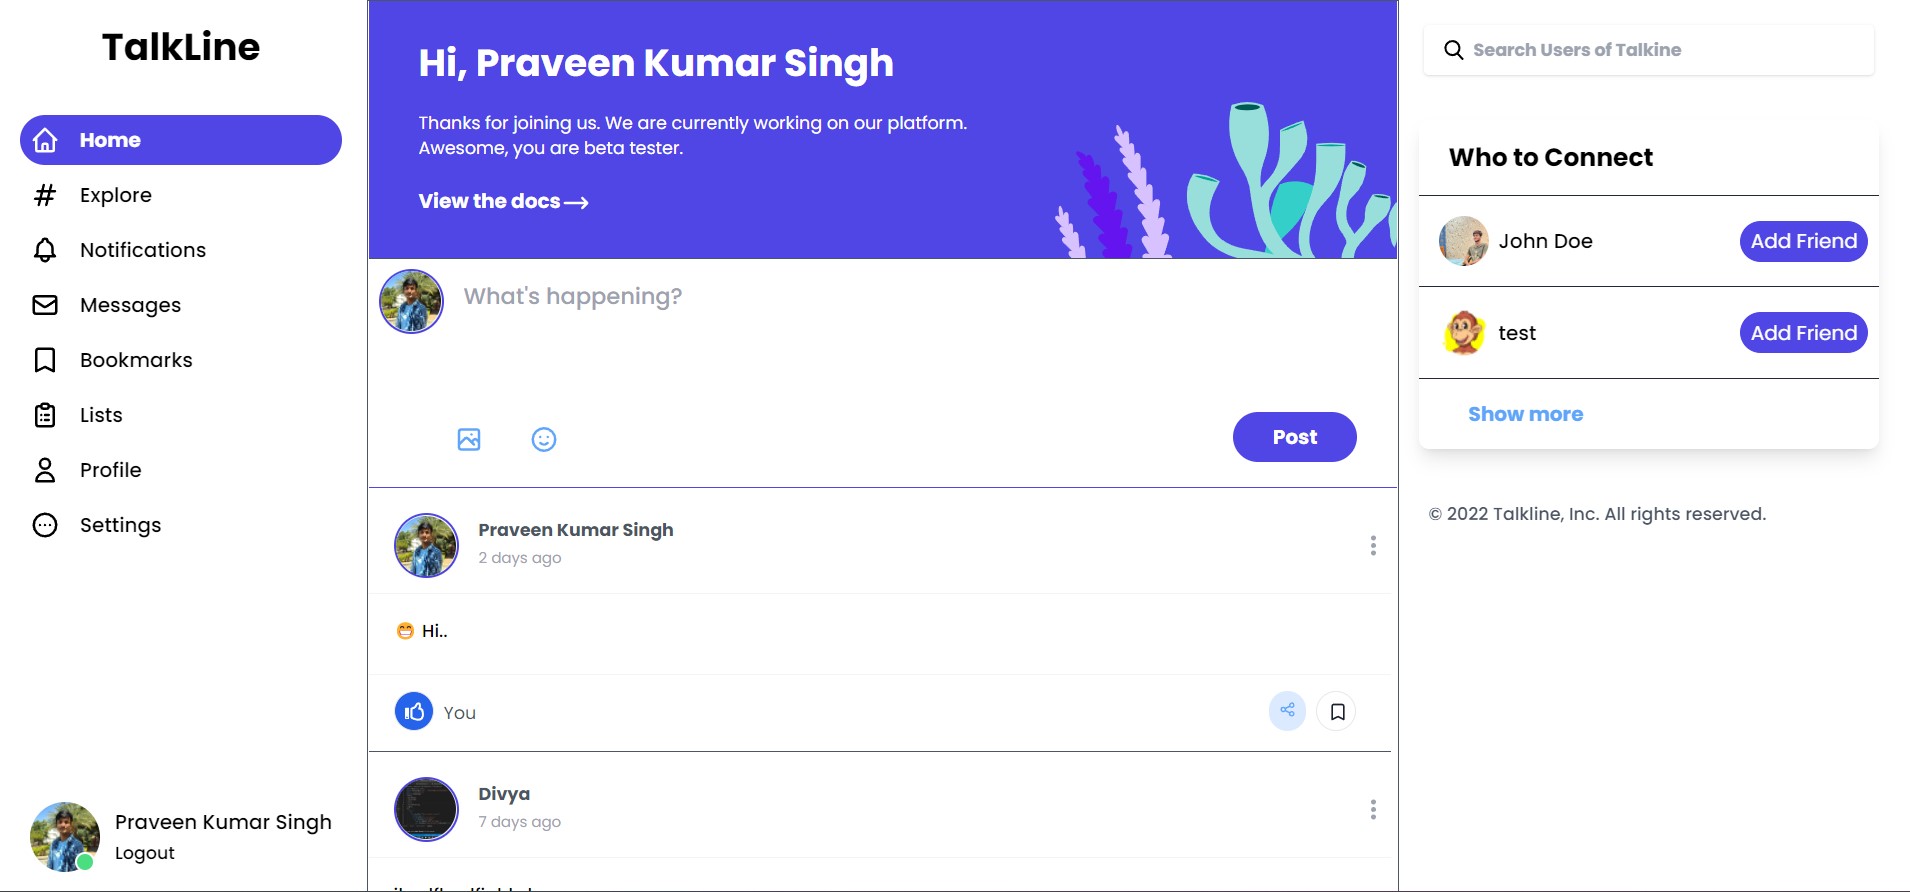 TalkLine
Home
Explore
Notifications
Messages
Bookmarks
Lists
Profile
Settings
Praveen Kumar Singh
Logout
Hi, Praveen Kumar Singh
Thanks for joining us. We are currently working on our platform.
Awesome, you are beta tester.
View the docs
What's happening?
Post
Praveen Kumar Singh
2 days ago
😁 Hi..
You
Divya
7 days ago
Search Users of Talkine
Who to Connect
John Doe
Add Friend
test
Add Friend
Show more
© 2022 Talkline, Inc. All rights reserved.